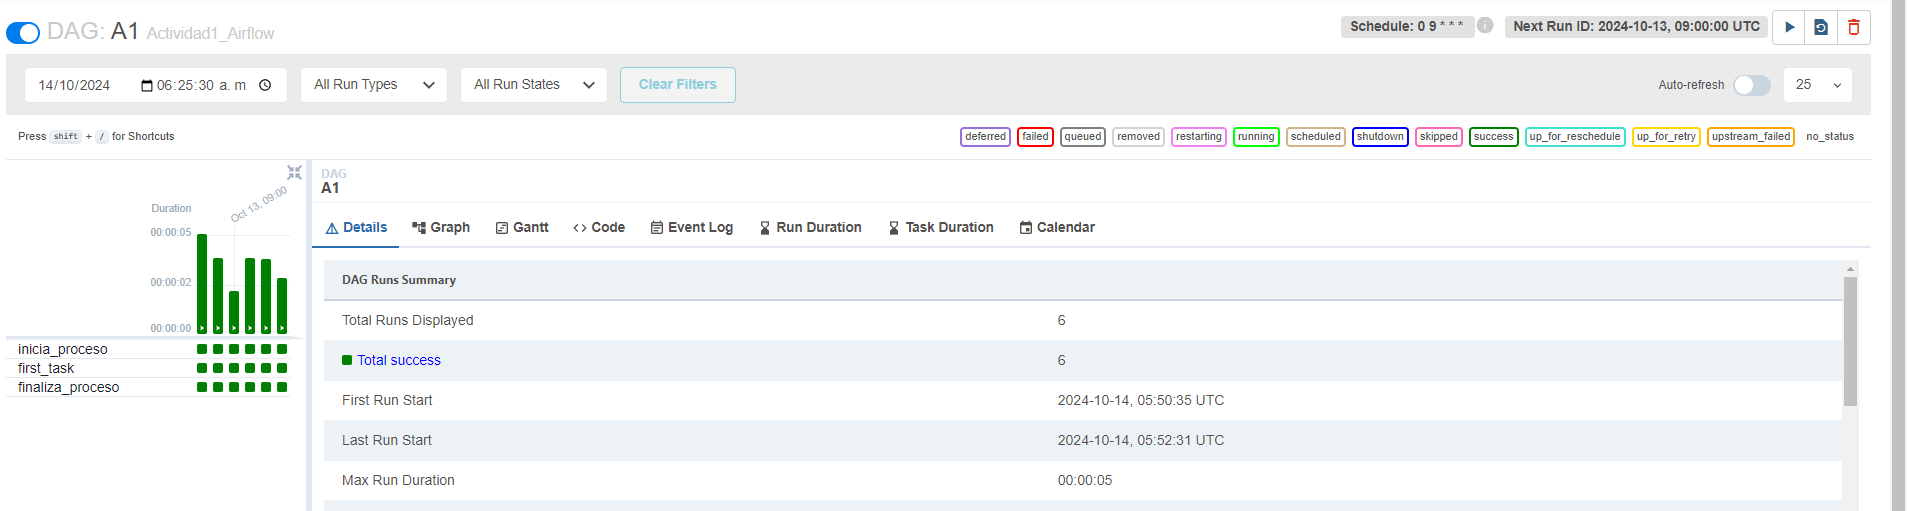 DAG: A1 Actividad1_Airflow
Schedule: 0 9 * * *
Next Run ID: 2024-10-13, 09:00:00 UTC
14/10/2024 06:25:30 a. m
All Run Types
All Run States
Clear Filters
Auto-refresh
25
Press shift + / for Shortcuts
deferred failed queued removed restarting running scheduled shutdown skipped success up_for_reschedule up_for_retry upstream_failed no_status
Duration
Oct 13, 09:00
00:00:05
00:00:02
00:00:00
inicia_proceso
first_task
finaliza_proceso
DAG
A1
Details Graph Gantt Code Event Log Run Duration Task Duration Calendar
DAG Runs Summary
Total Runs Displayed 6
Total success 6
First Run Start 2024-10-14, 05:50:35 UTC
Last Run Start 2024-10-14, 05:52:31 UTC
Max Run Duration 00:00:05